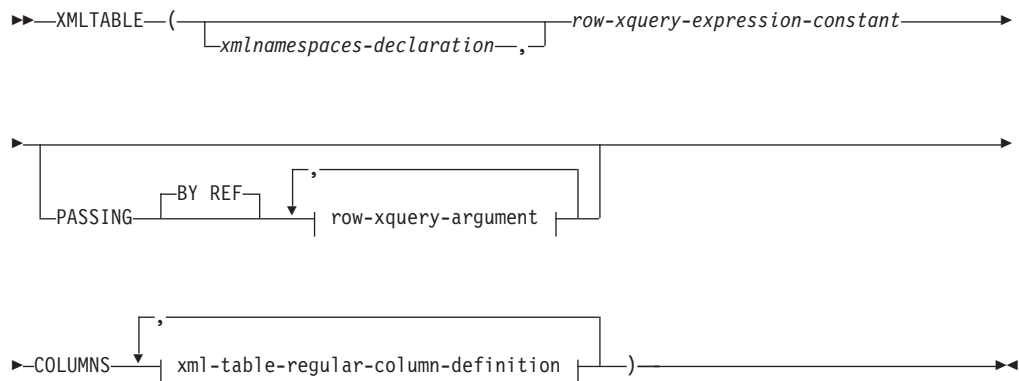 XMLTABLE ( row-xquery-expression-constant
xmlnamespaces-declaration ,
BY REF ,
PASSING row-xquery-argument
,
COLUMNS xml-table-regular-column-definition )